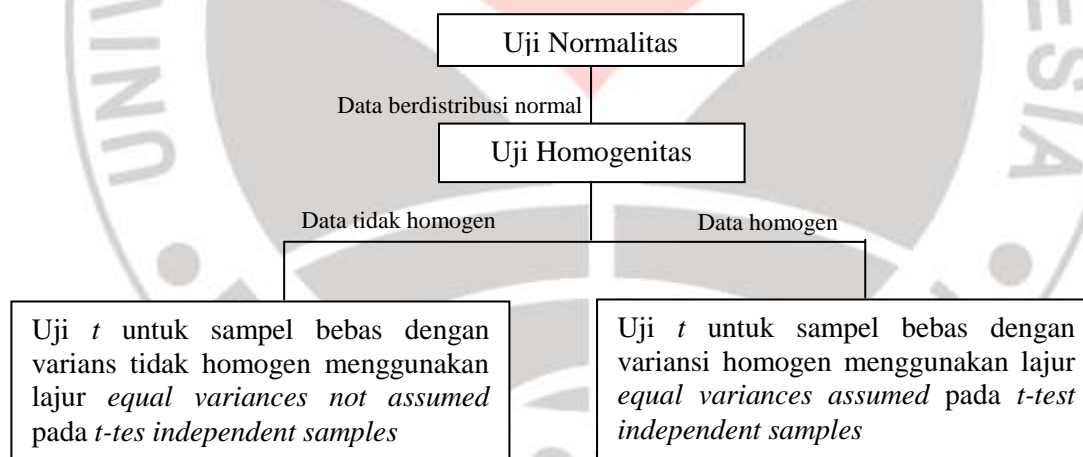 Uji Normalitas
Data berdistribusi normal
Uji Homogenitas
Data tidak homogen
Data homogen
Uji t untuk sampel bebas dengan
varians tidak homogen menggunakan
lajur equal variances not assumed
pada t-tes independent samples
Uji t untuk sampel bebas dengan
variansi homogen menggunakan lajur
equal variances assumed pada t-test
independent samples